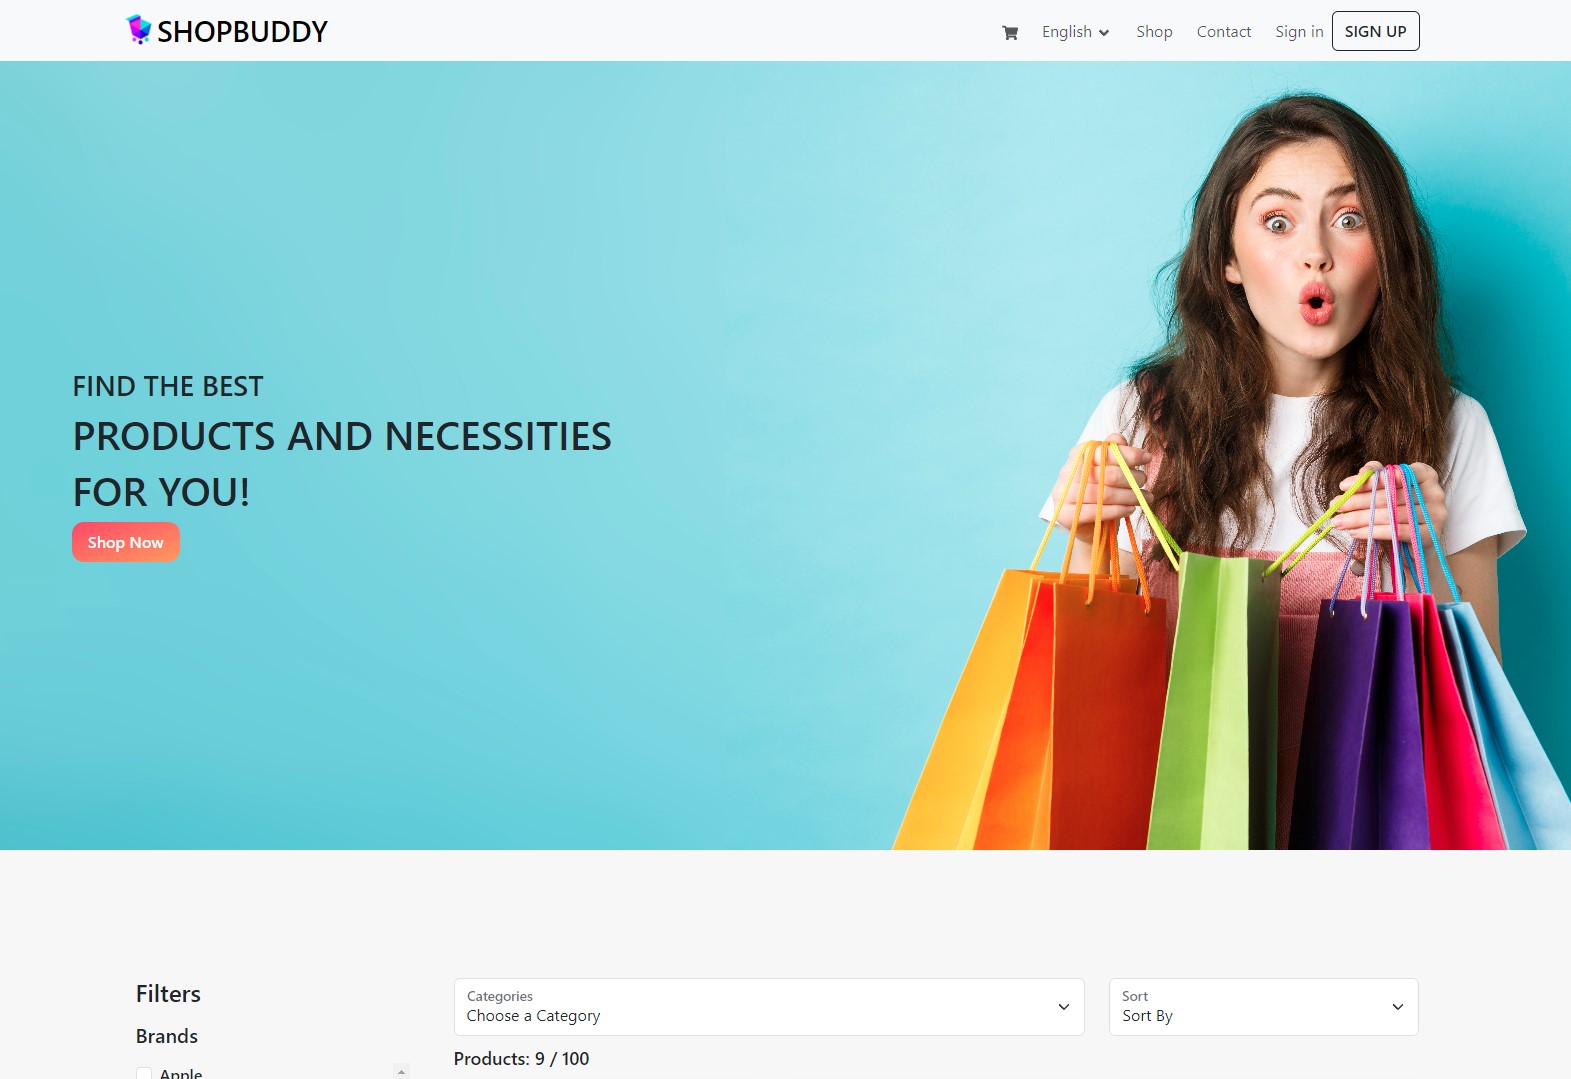 SHOPBUDDY
English
Shop
Contact
Sign in
SIGN UP
FIND THE BEST
PRODUCTS AND NECESSITIES
FOR YOU!
Shop Now
Filters
Brands
Apple
Categories
Choose a Category
Sort
Sort By
Products: 9 / 100